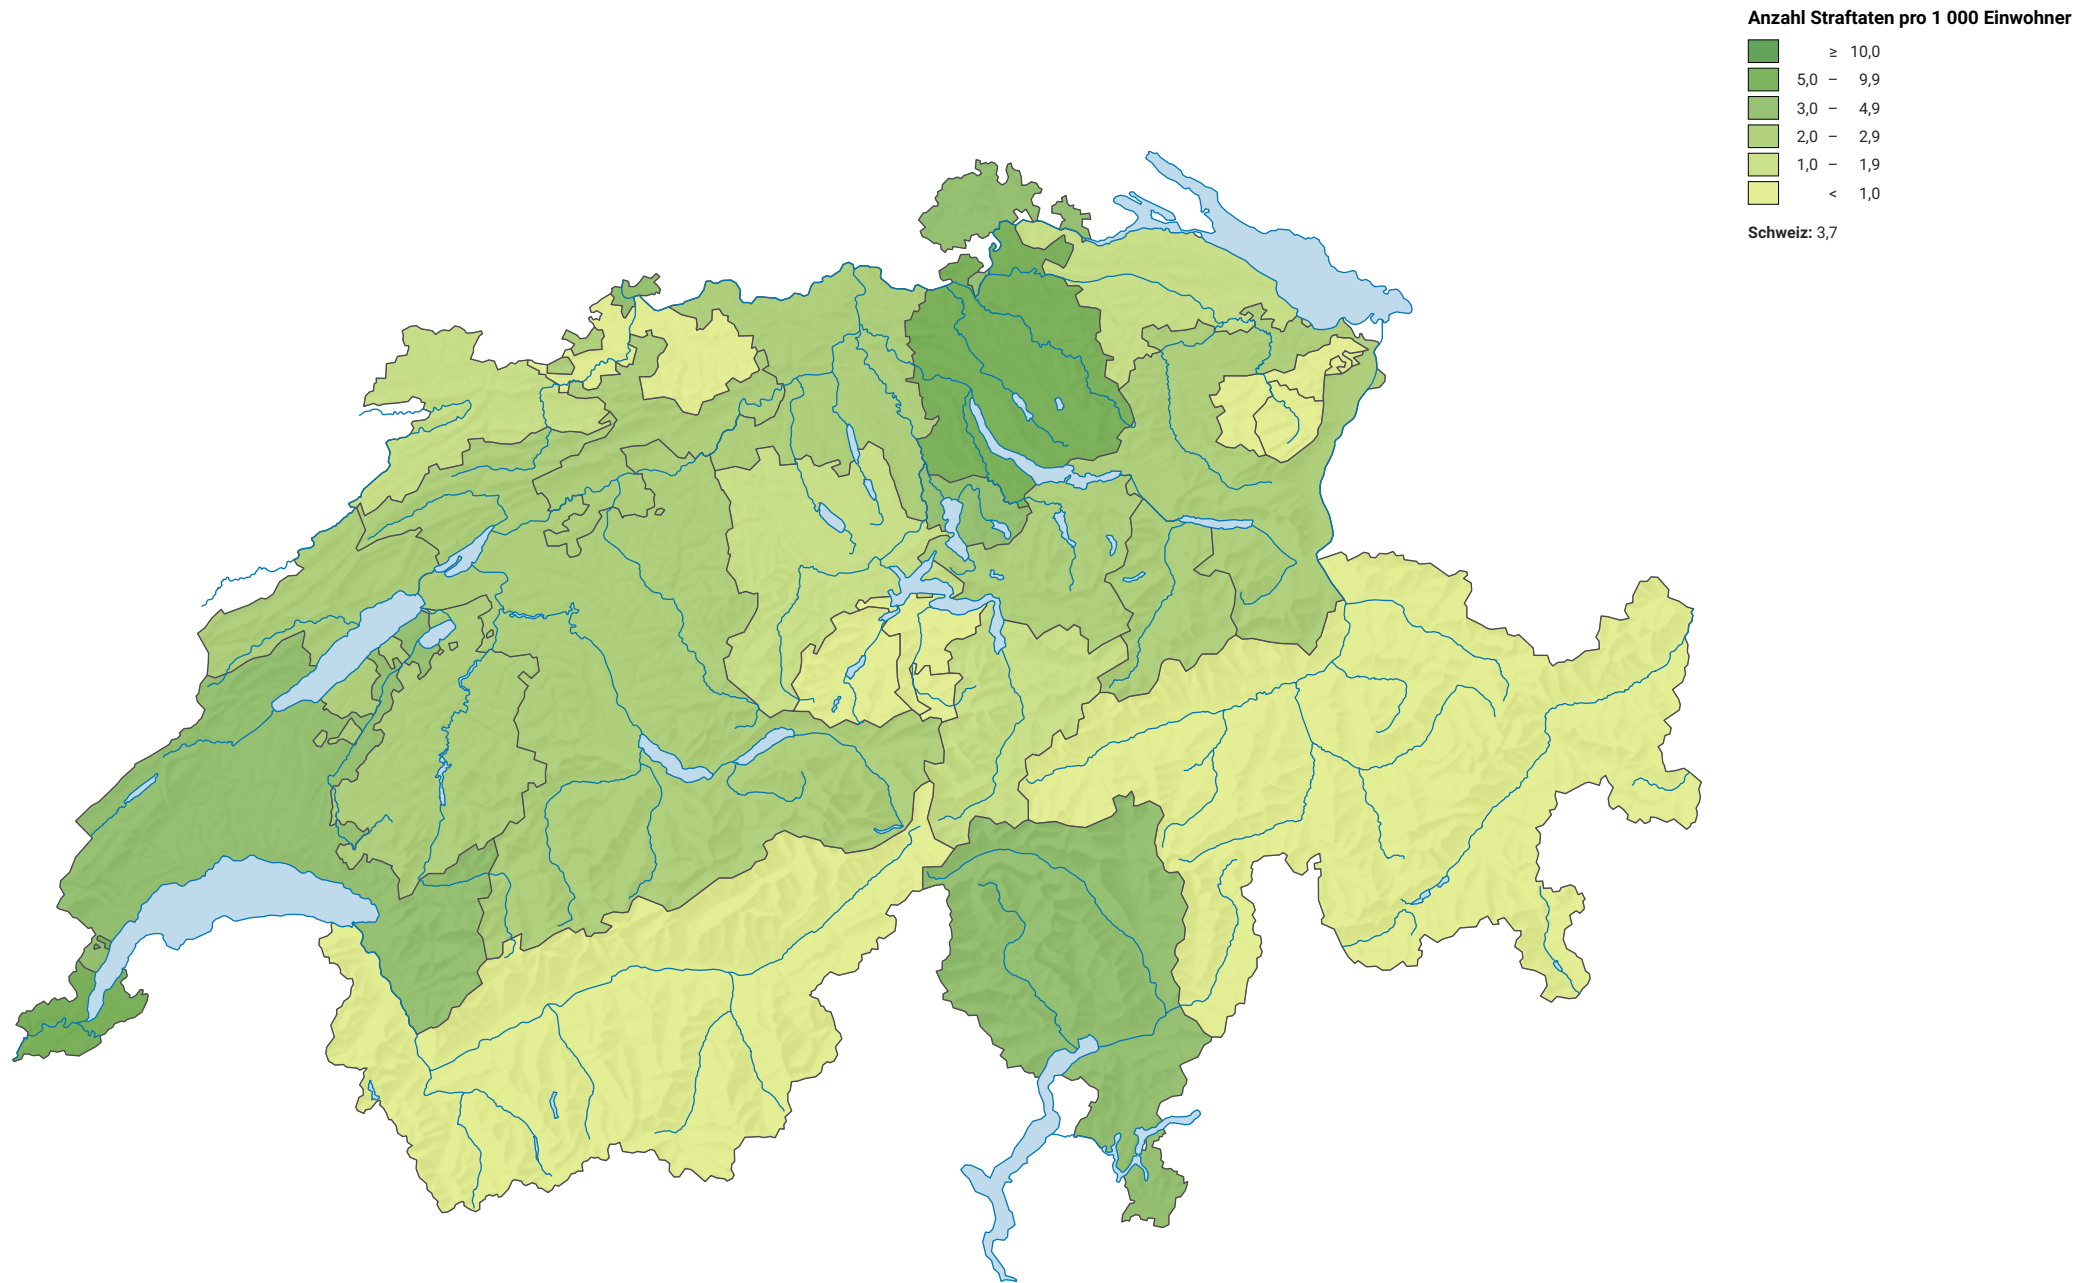 Anzahl Straftaten pro 1 000 Einwohner
≥ 10,0
5,0 – 9,9
3,0 – 4,9
2,0 – 2,9
1,0 – 1,9
< 1,0
Schweiz: 3,7